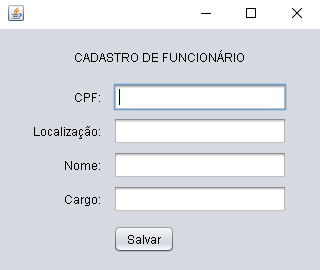 CADASTRO DE FUNCIONÁRIO
CPF:
Localização:
Nome:
Cargo:
Salvar